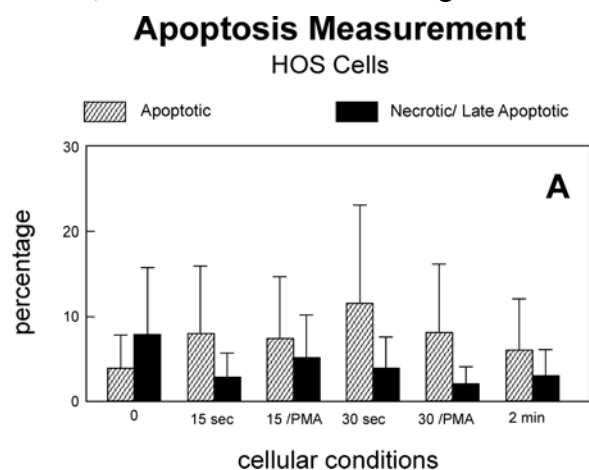 Apoptosis Measurement
HOS Cells
Apoptotic
Necrotic/ Late Apoptotic
30
A
20
percentage
10
0
0
15 sec
15 /PMA
30 sec
30 /PMA
2 min
cellular conditions